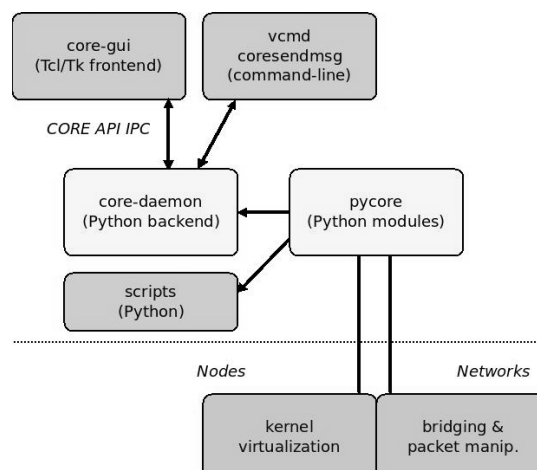 core-gui
(Tcl/Tk frontend)
vcmd
coresendmsg
(command-line)
CORE API IPC
core-daemon
(Python backend)
pycore
(Python modules)
scripts
(Python)
Nodes
Networks
kernel
virtualization
bridging &
packet manip.